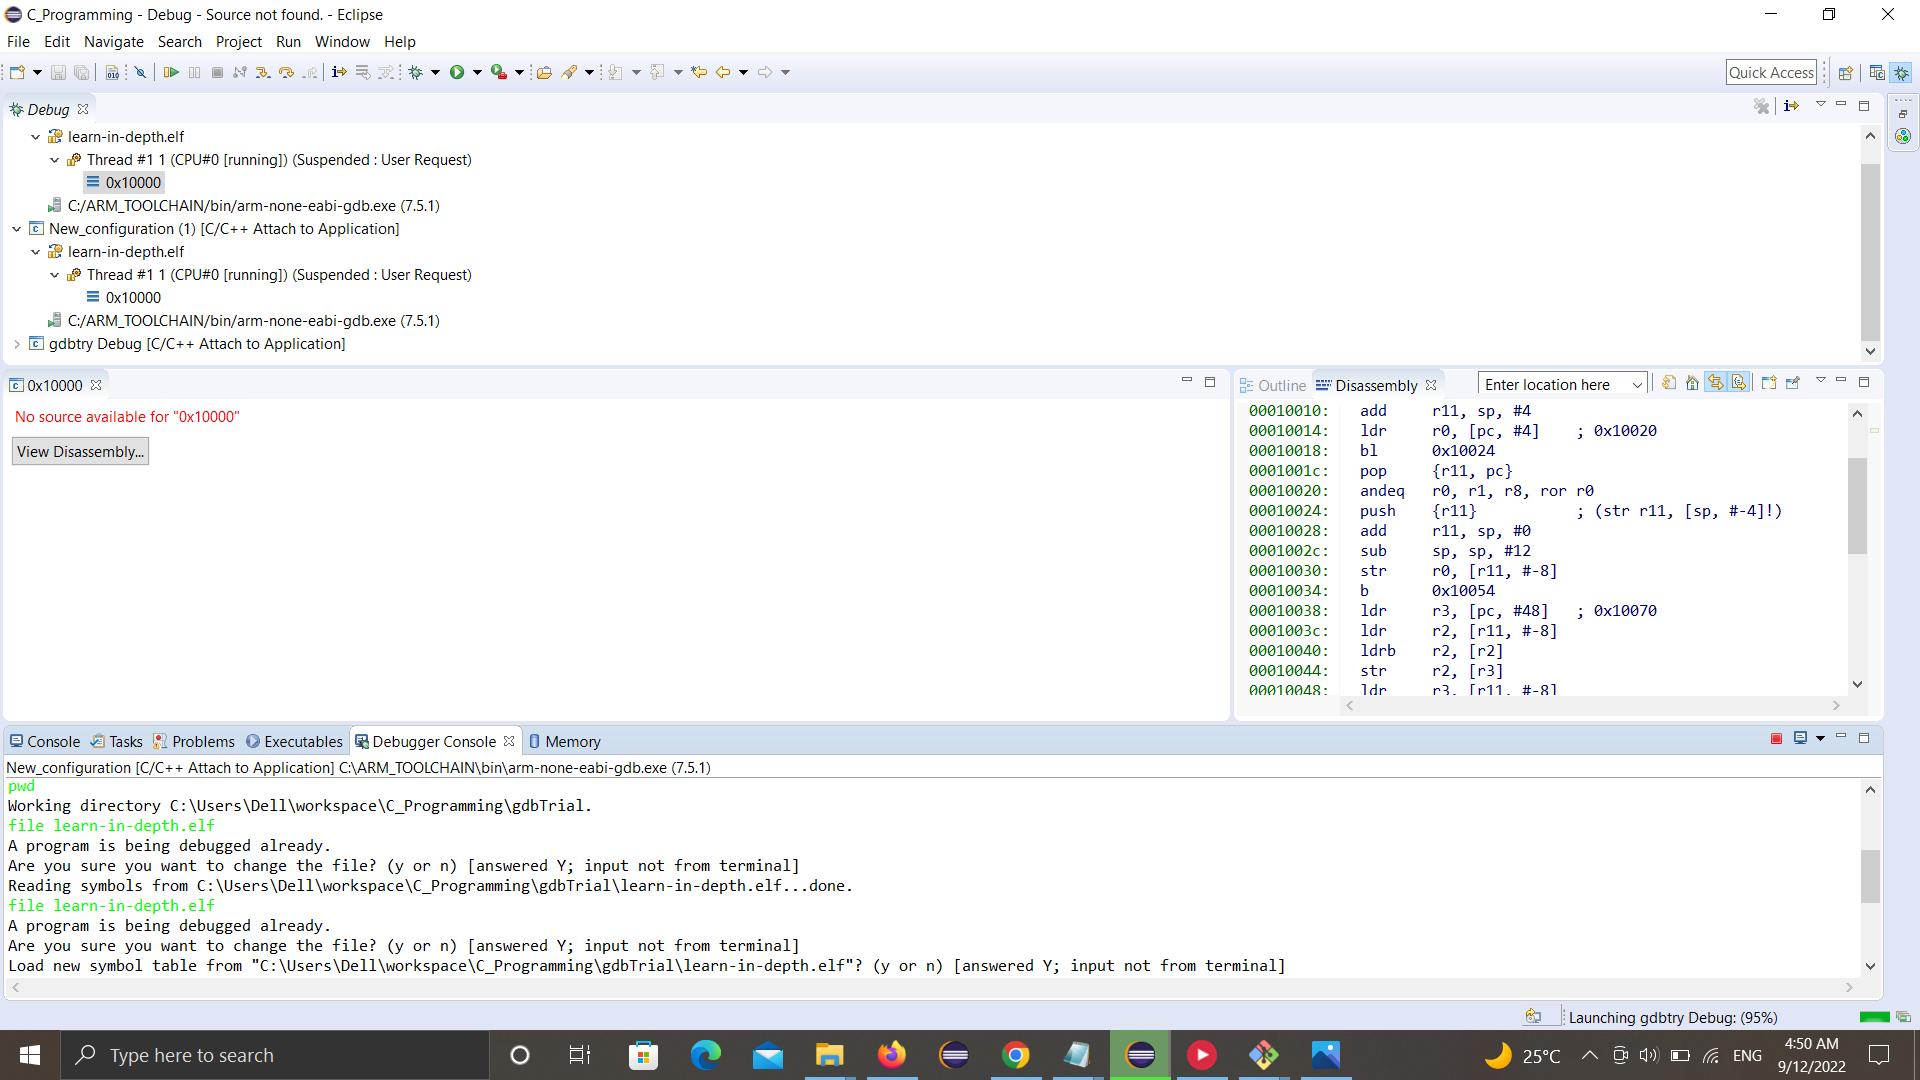 C_Programming - Debug - Source not found. - Eclipse
File Edit Navigate Search Project Run Window Help
Quick Access
Debug
learn-in-depth.elf
Thread #1 1 (CPU#0 [running]) (Suspended : User Request)
0x10000
C:/ARM_TOOLCHAIN/bin/arm-none-eabi-gdb.exe (7.5.1)
New_configuration (1) [C/C++ Attach to Application]
learn-in-depth.elf
Thread #1 1 (CPU#0 [running]) (Suspended : User Request)
0x10000
C:/ARM_TOOLCHAIN/bin/arm-none-eabi-gdb.exe (7.5.1)
gdbtry Debug [C/C++ Attach to Application]
0x10000
No source available for "0x10000"
View Disassembly...
Outline Disassembly Enter location here
00010010: add r11, sp, #4
00010014: ldr r0, [pc, #4] ; 0x10020
00010018: bl 0x10024
0001001c: pop {r11, pc}
00010020: andeq r0, r1, r8, ror r0
00010024: push {r11} ; (str r11, [sp, #-4]!)
00010028: add r11, sp, #0
0001002c: sub sp, sp, #12
00010030: str r0, [r11, #-8]
00010034: b 0x10054
00010038: ldr r3, [pc, #48] ; 0x10070
0001003c: ldr r2, [r11, #-8]
00010040: ldrb r2, [r2]
00010044: str r2, [r3]
00010048: ldr r3, [r11, #-8]
Console Tasks Problems Executables Debugger Console Memory
New_configuration [C/C++ Attach to Application] C:\ARM_TOOLCHAIN\bin\arm-none-eabi-gdb.exe (7.5.1)
pwd
Working directory C:\Users\Dell\workspace\C_Programming\gdbTrial.
file learn-in-depth.elf
A program is being debugged already.
Are you sure you want to change the file? (y or n) [answered Y; input not from terminal]
Reading symbols from C:\Users\Dell\workspace\C_Programming\gdbTrial\learn-in-depth.elf...done.
file learn-in-depth.elf
A program is being debugged already.
Are you sure you want to change the file? (y or n) [answered Y; input not from terminal]
Load new symbol table from "C:\Users\Dell\workspace\C_Programming\gdbTrial\learn-in-depth.elf"? (y or n) [answered Y; input not from terminal]
Launching gdbtry Debug: (95%)
Type here to search
25°C
ENG
4:50 AM
9/12/2022